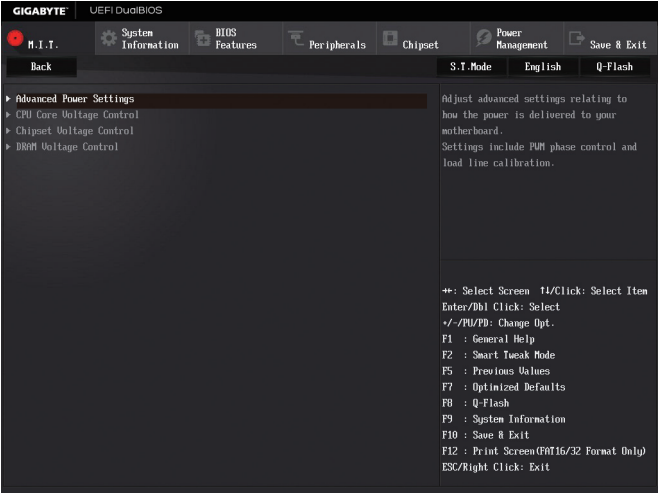 GIGABYTE™ UEFI DualBIOS
M.I.T.
System Information
BIOS Features
Peripherals
Chipset
Power Management
Save & Exit
Back
S.T.Mode English Q-Flash
Advanced Power Settings
CPU Core Voltage Control
Chipset Voltage Control
DRAM Voltage Control
Adjust advanced settings relating to
how the power is delivered to your
motherboard.
Settings include PWM phase control and
load line calibration.
→←: Select Screen ↑↓/Click: Select Item
Enter/Dbl Click: Select
+/-/PU/PD: Change Opt.
F1 : General Help
F2 : Smart Tweak Mode
F5 : Previous Values
F7 : Optimized Defaults
F8 : Q-Flash
F9 : System Information
F10 : Save & Exit
F12 : Print Screen(FAT16/32 Format Only)
ESC/Right Click: Exit